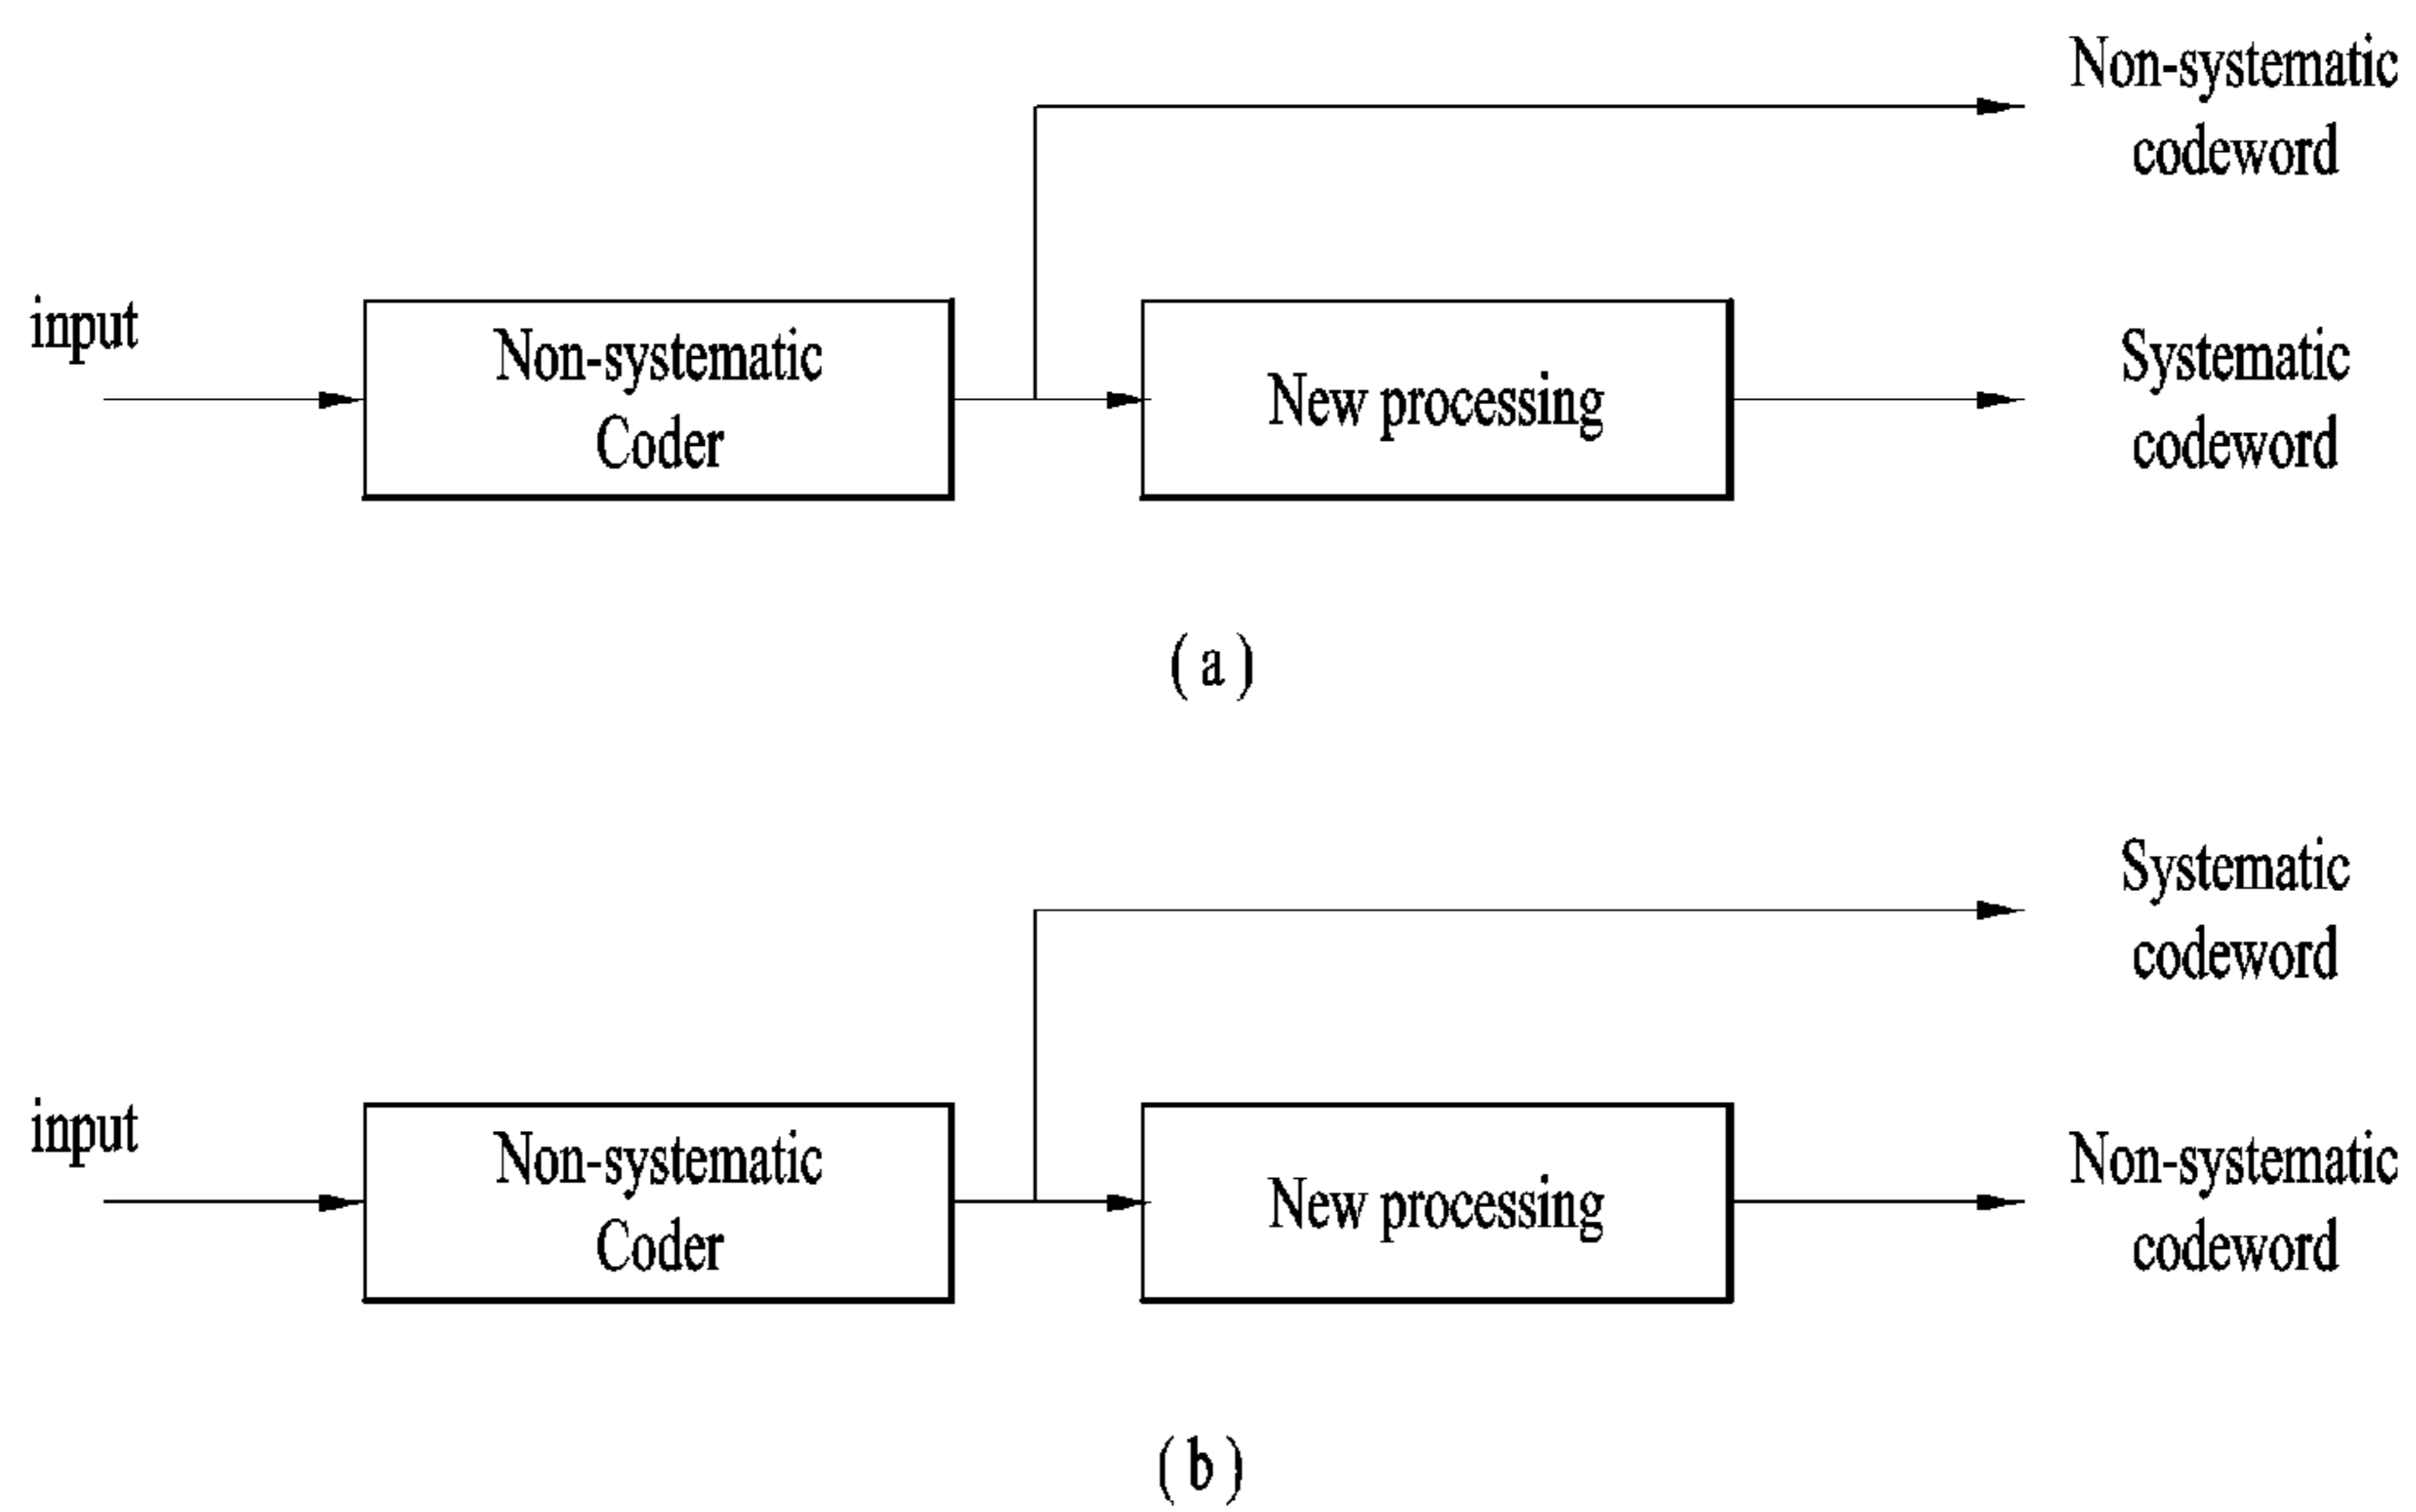 Non-systematic
codeword
input
Non-systematic
Coder
New processing
Systematic
codeword
( a )
Systematic
codeword
input
Non-systematic
Coder
New processing
Non-systematic
codeword
( b )